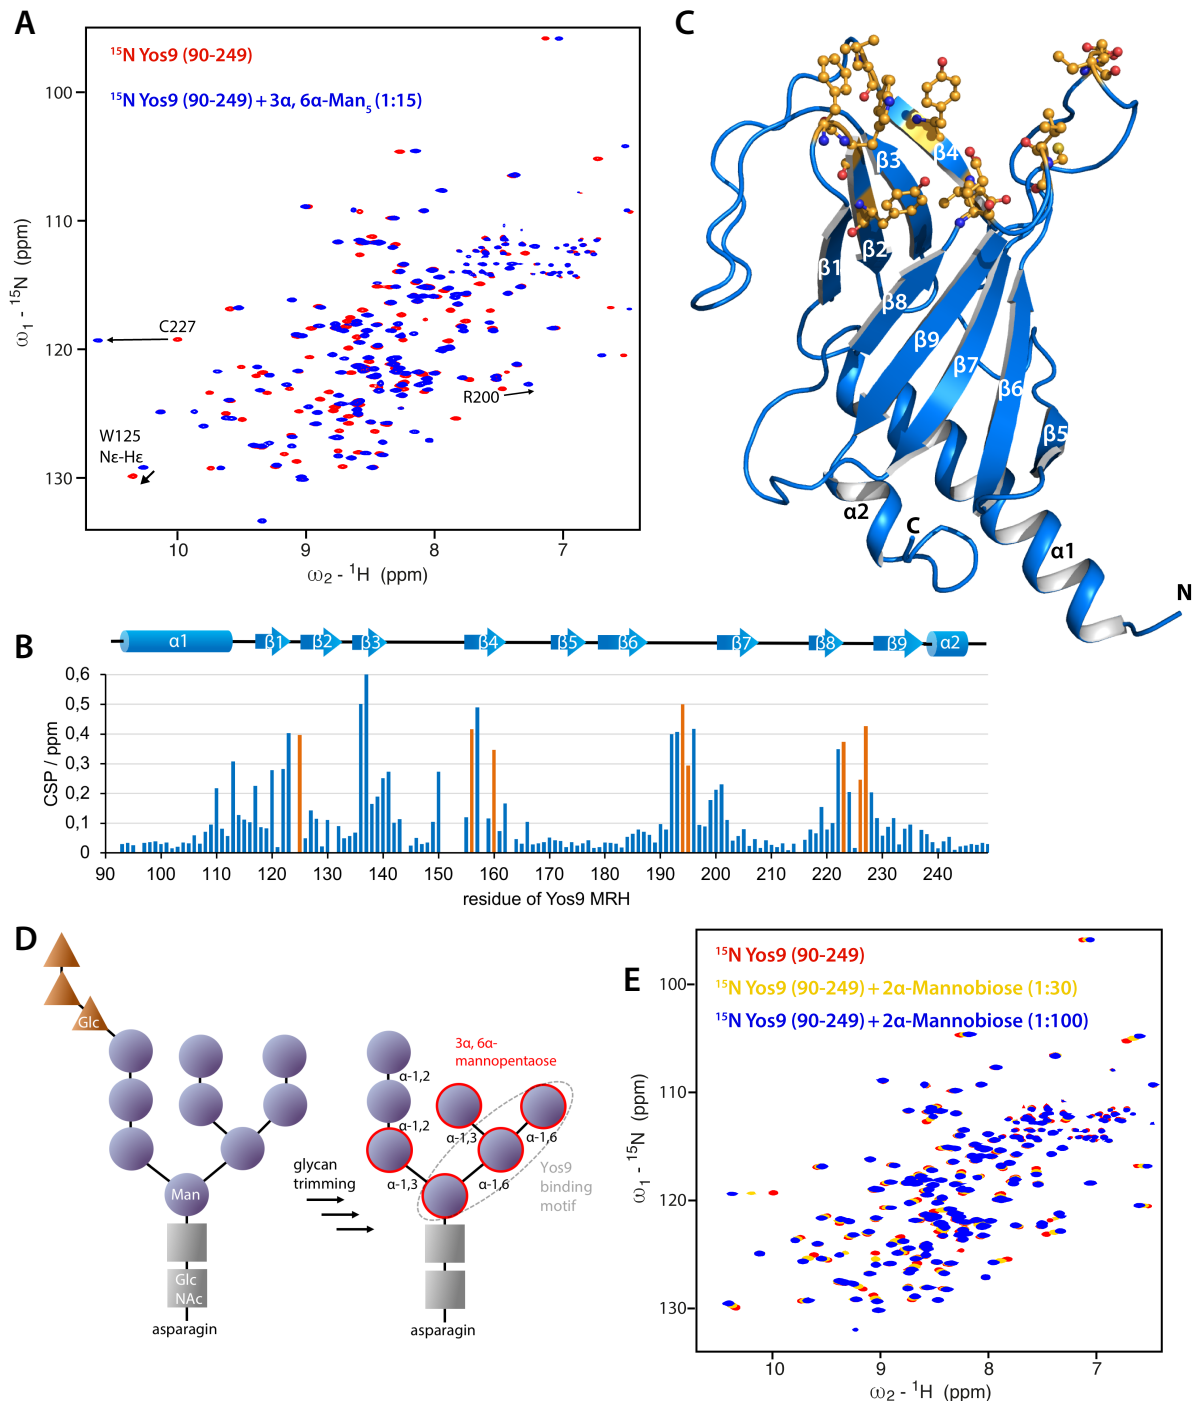 A
¹⁵N Yos9 (90-249)
¹⁵N Yos9 (90-249) + 3α, 6α-Man₅ (1:15)
100
110
120
130
ω₁ - ¹⁵N (ppm)
C227
R200
W125
Nε-Hε
10
9
8
7
ω₂ - ¹H (ppm)
C
β3
β4
β1
β2
β8
β9
β7
β6
β5
α2
C
α1
N
B
α1
β1
β2
β3
β4
β5
β6
β7
β8
β9
α2
0,6
0,5
0,4
0,3
0,2
0,1
0
CSP / ppm
90
100
110
120
130
140
150
160
170
180
190
200
210
220
230
240
residue of Yos9 MRH
D
Glc
Man
Glc
NAc
asparagin
glycan
trimming
3α, 6α-
mannopentaose
α-1,2
α-1,2
α-1,3
α-1,6
α-1,3
α-1,6
Yos9
binding
motif
asparagin
E
¹⁵N Yos9 (90-249)
¹⁵N Yos9 (90-249) + 2α-Mannobiose (1:30)
¹⁵N Yos9 (90-249) + 2α-Mannobiose (1:100)
100
110
120
130
ω₁ - ¹⁵N (ppm)
10
9
8
7
ω₂ - ¹H (ppm)